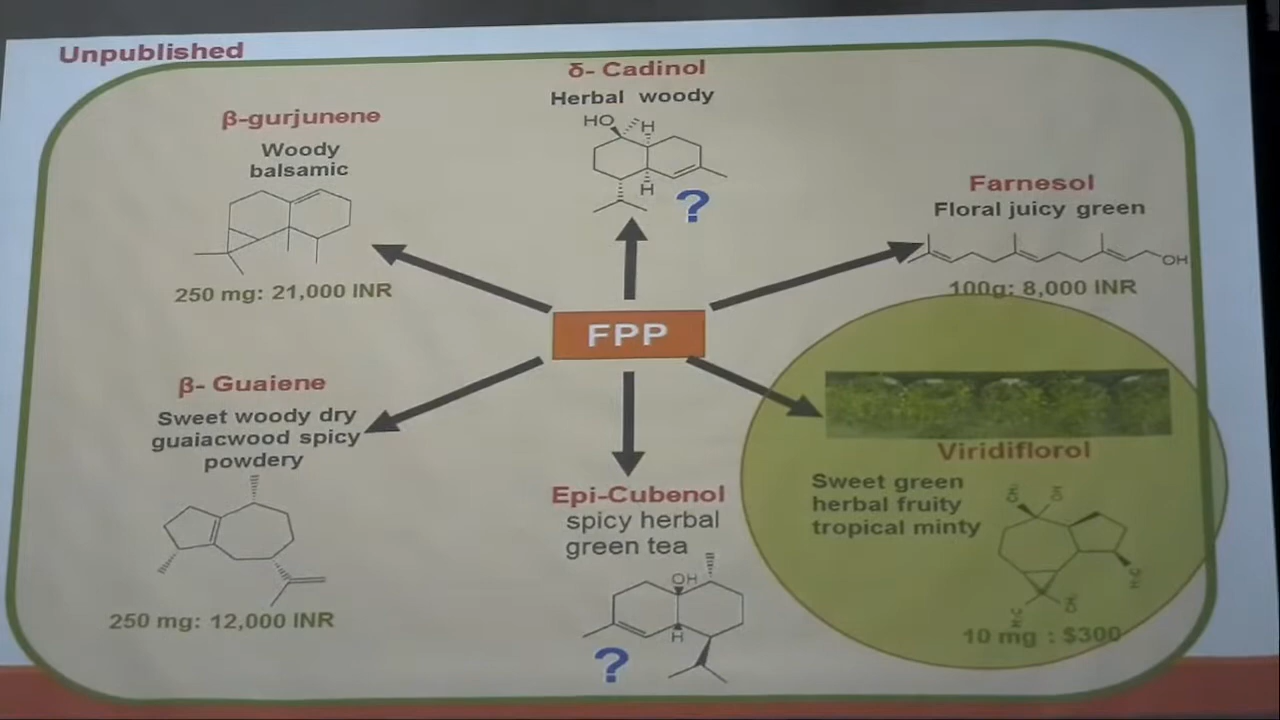 Unpublished
δ- Cadinol
Herbal woody
HO
H
H
?
β-gurjunene
Woody
balsamic
250 mg: 21,000 INR
Farnesol
Floral juicy green
OH
100g: 8,000 INR
FPP
β- Guaiene
Sweet woody dry
guaiacwood spicy
powdery
250 mg: 12,000 INR
Epi-Cubenol
spicy herbal
green tea
OH
H
?
Viridiflorol
Sweet green
herbal fruity
tropical minty
10 mg : $300